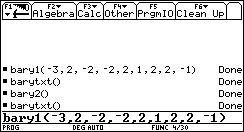 F1 F2 Algebra F3 Calc F4 Other F5 PrgmIO F6 Clean Up
bary1(-3,2,-2,-2,2,1,2,2,-1) Done
barytxt() Done
bary2() Done
barytxt() Done
bary1(-3,2,-2,-2,2,1,2,2,-1)
PROG DEG AUTO FUNC 4/30